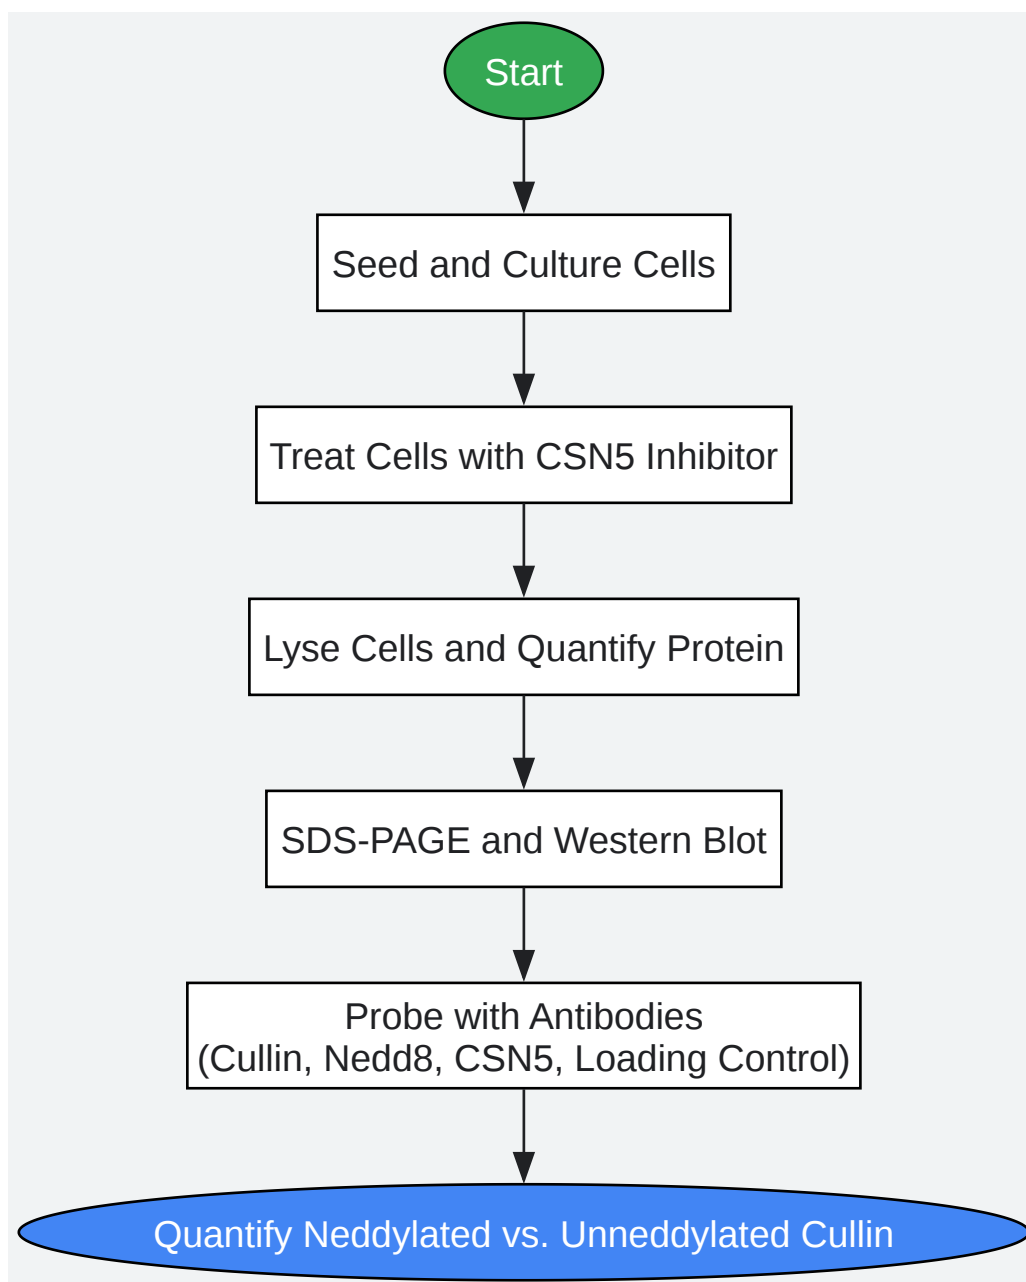 Start
Seed and Culture Cells
Treat Cells with CSN5 Inhibitor
Lyse Cells and Quantify Protein
SDS-PAGE and Western Blot
Probe with Antibodies
(Cullin, Nedd8, CSN5, Loading Control)
Quantify Neddylated vs. Unneddylated Cullin